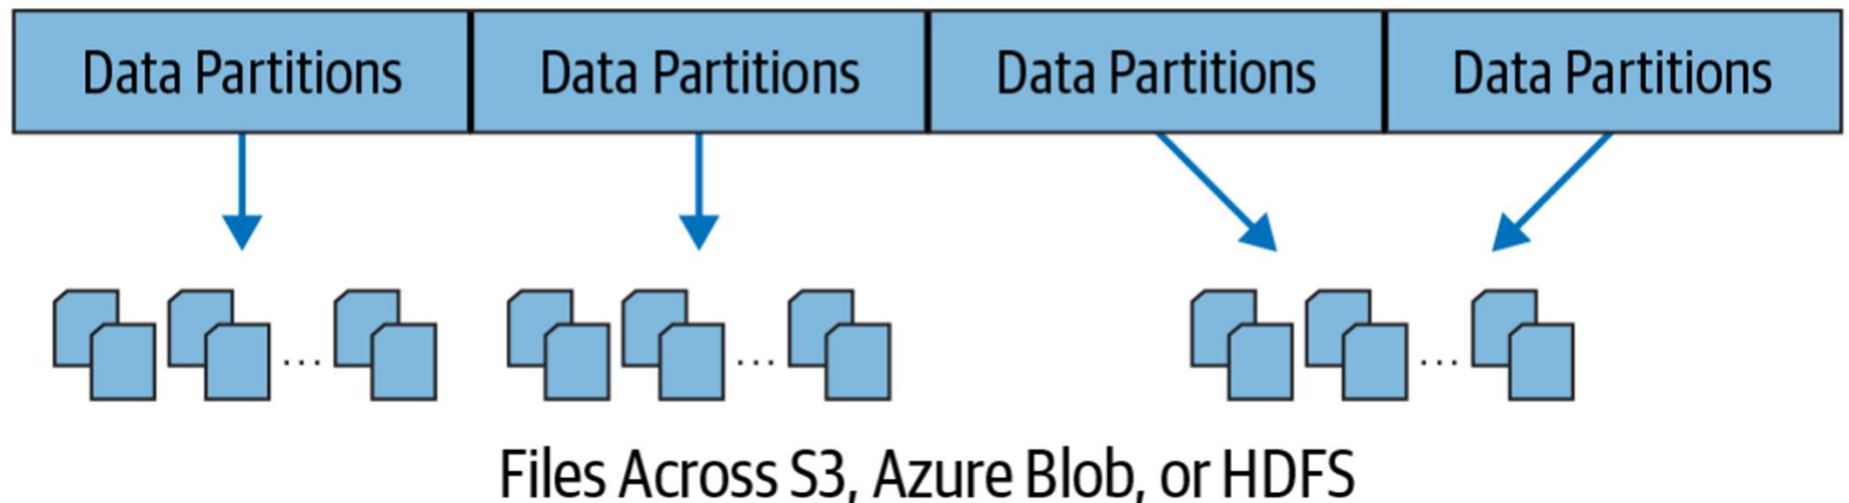 Data Partitions
Data Partitions
Data Partitions
Data Partitions
...
...
...
Files Across S3, Azure Blob, or HDFS